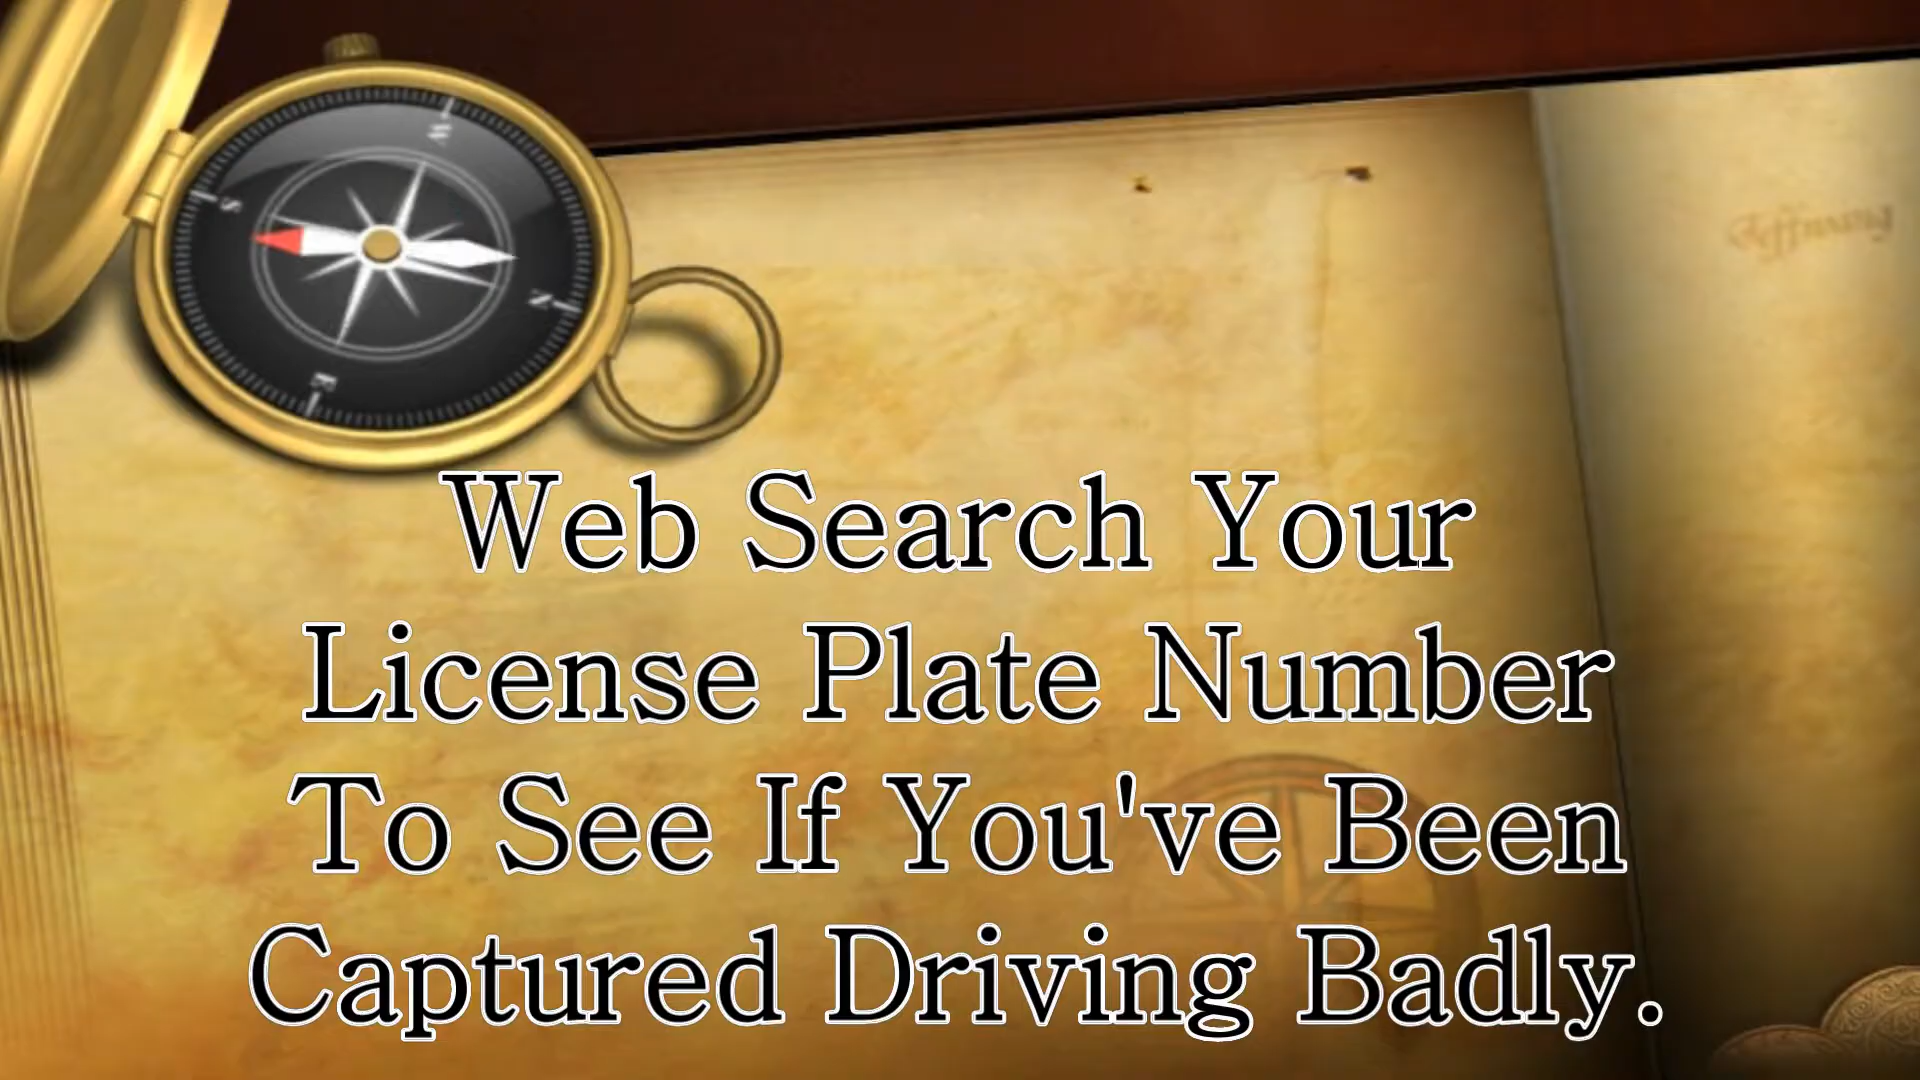 W
S
N
E
Web Search Your
License Plate Number
To See If You've Been
Captured Driving Badly.